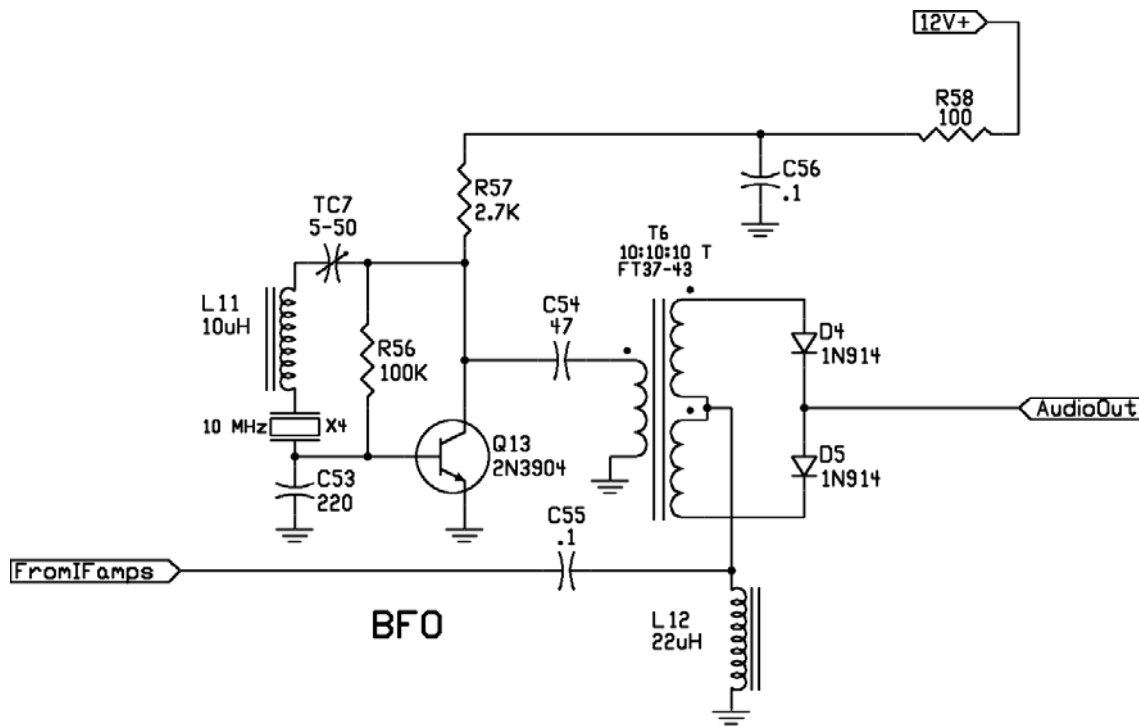 12V+
R58
100
C56
.1
R57
2.7K
TC7
5-50
T6
10:10:10 T
FT37-43
L11
10uH
C54
47
R56
100K
D4
1N914
10 MHz
X4
AudioOut
Q13
2N3904
D5
1N914
C53
220
C55
.1
FromIFamps
BFO
L12
22uH